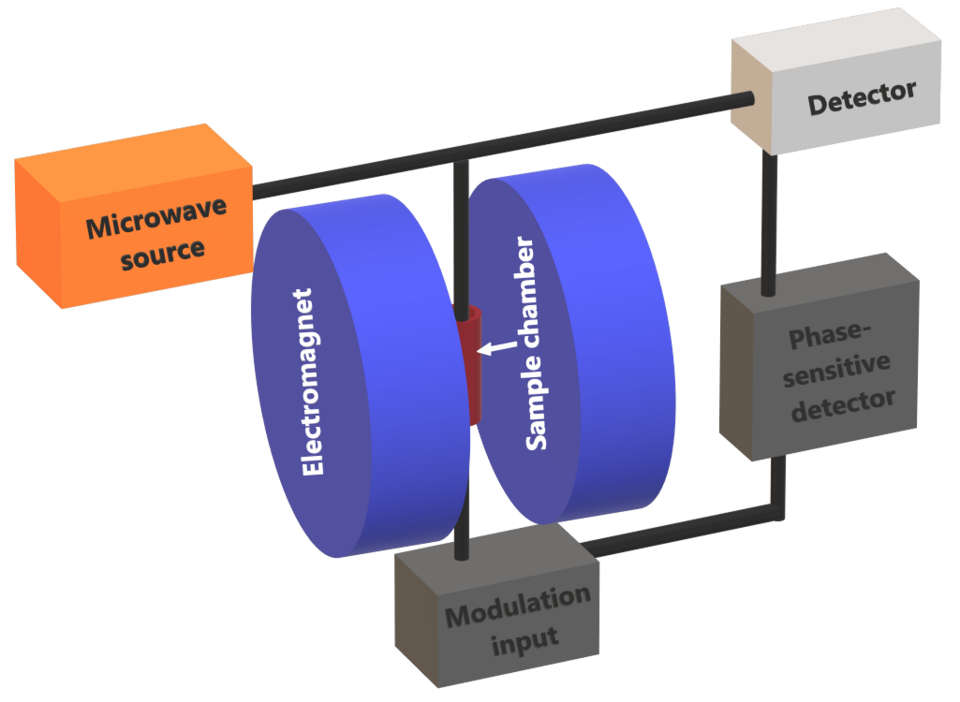 Detector
Microwave
source
Electromagnet
Sample chamber
Phase-
sensitive
detector
Modulation
input